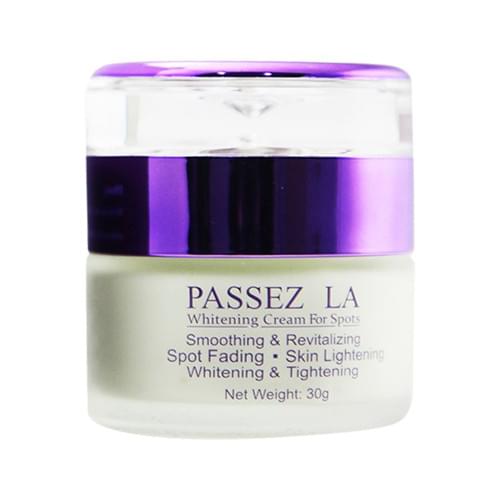 PASSEZ LA
Whitening Cream For Spots
Smoothing & Revitalizing
Spot Fading ▪ Skin Lightening
Whitening & Tightening
Net Weight: 30g